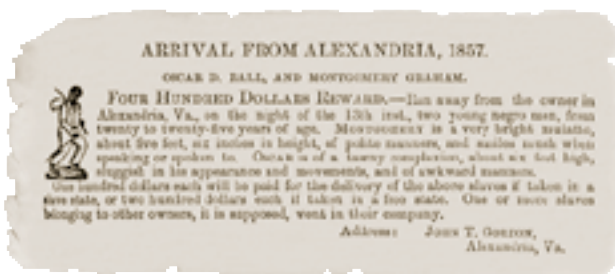 ARRIVAL FROM ALEXANDRIA, 1857.
OSCAR D. BALL, AND MONTGOMERY GRAHAM.
FOUR HUNDRED DOLLARS REWARD.—Ran away from the owner in
Alexandria, Va., on the night of the 13th inst., two young negro men, from
twenty to twenty-five years of age. MONTGOMERY is a very bright mulatto,
about five feet, six inches in height, of polite manners, and smiles much when
speaking or spoken to. OSCAR is of a tawny complexion, about six feet high,
sluggish in his appearance and movements, and of awkward manners.
One hundred dollars each will be paid for the delivery of the above slaves if taken in a
slave state, or two hundred dollars each if taken in a free state. One or more slaves
belonging to other owners, it is supposed, went in their company.
Address: JOHN T. GORDON,
Alexandria, Va.